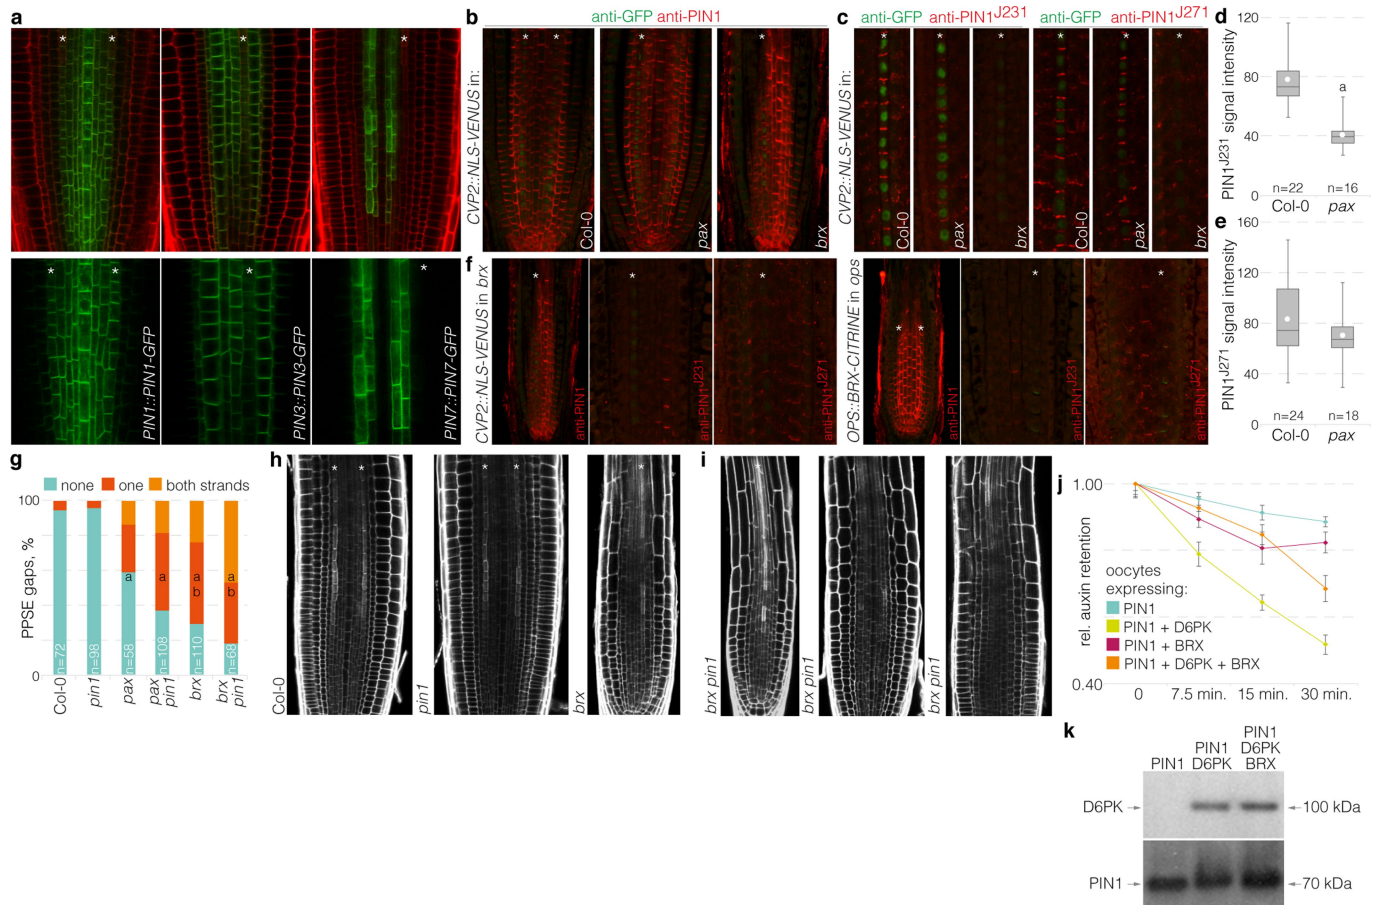 a
*
*
*
*
*
*
*
*
PIN1::PIN1-GFP
PIN3::PIN3-GFP
PIN7::PIN7-GFP
b
anti-GFP anti-PIN1
CVP2::NLS-VENUS in:
* *
*
*
Col-0
pax
brx
c
anti-GFP anti-PIN1J231 anti-GFP anti-PIN1J271
CVP2::NLS-VENUS in:
* * * * * *
Col-0
pax
brx
Col-0
pax
brx
d
PIN1J231 signal intensity
120
80
40
0
a
n=22 n=16
Col-0 pax
e
PIN1J271 signal intensity
160
120
80
40
0
n=24 n=18
Col-0 pax
f
CVP2::NLS-VENUS in brx
* * *
anti-PIN1
anti-PIN1J231
anti-PIN1J271
OPS::BRX-CITRINE in ops
* * * *
anti-PIN1
anti-PIN1J231
anti-PIN1J271
g
none one both strands
PPSE gaps, %
100
0
a
a
a
b
a
b
n=72
n=98
n=58
n=108
n=110
n=68
Col-0
pin1
pax
pax pin1
brx
brx pin1
h
* *
* *
*
Col-0
pin1
brx
i
*
brx pin1
brx pin1
brx pin1
j
rel. auxin retention
1.00
0.40
oocytes
expressing:
PIN1
PIN1 + D6PK
PIN1 + BRX
PIN1 + D6PK + BRX
0 7.5 min. 15 min. 30 min.
k
PIN1
PIN1
D6PK
PIN1
D6PK
BRX
D6PK → ← 100 kDa
PIN1 → ← 70 kDa